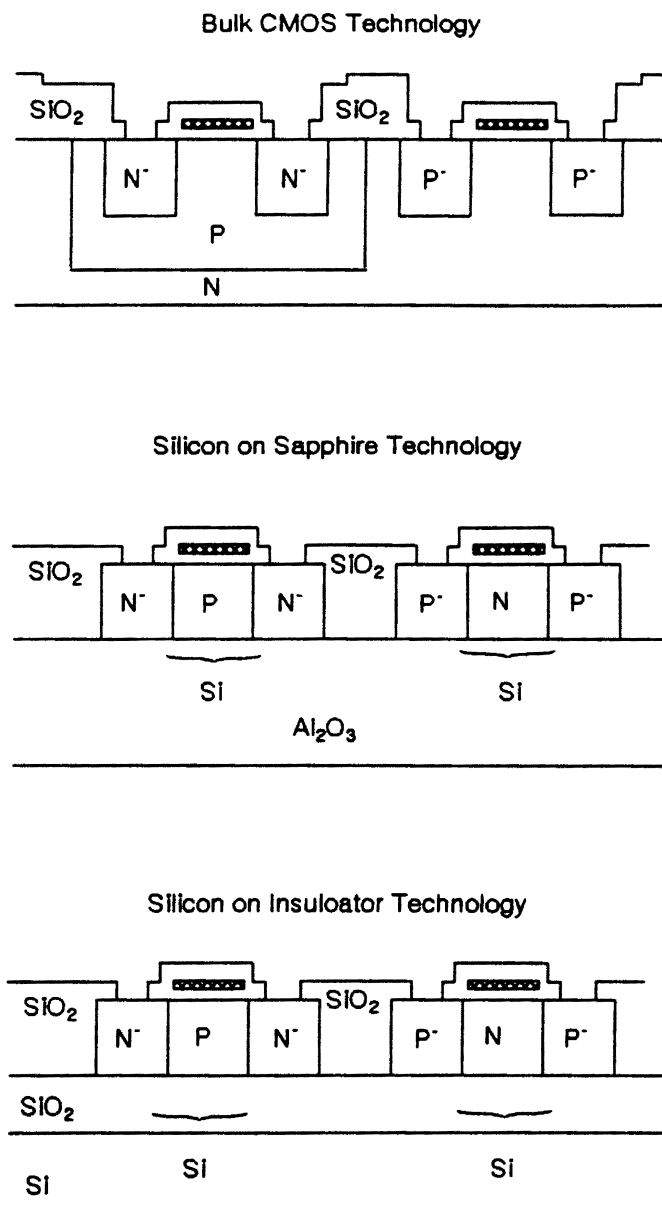 Bulk CMOS Technology
SiO₂ SiO₂
N⁻ N⁻ P⁻ P⁻
P
N
Silicon on Sapphire Technology
SiO₂ SiO₂
N⁻ P N⁻ P⁻ N P⁻
Si Si
Al₂O₃
Silicon on Insuloator Technology
SiO₂ SiO₂
N⁻ P N⁻ P⁻ N P⁻
SiO₂
Si Si
Si